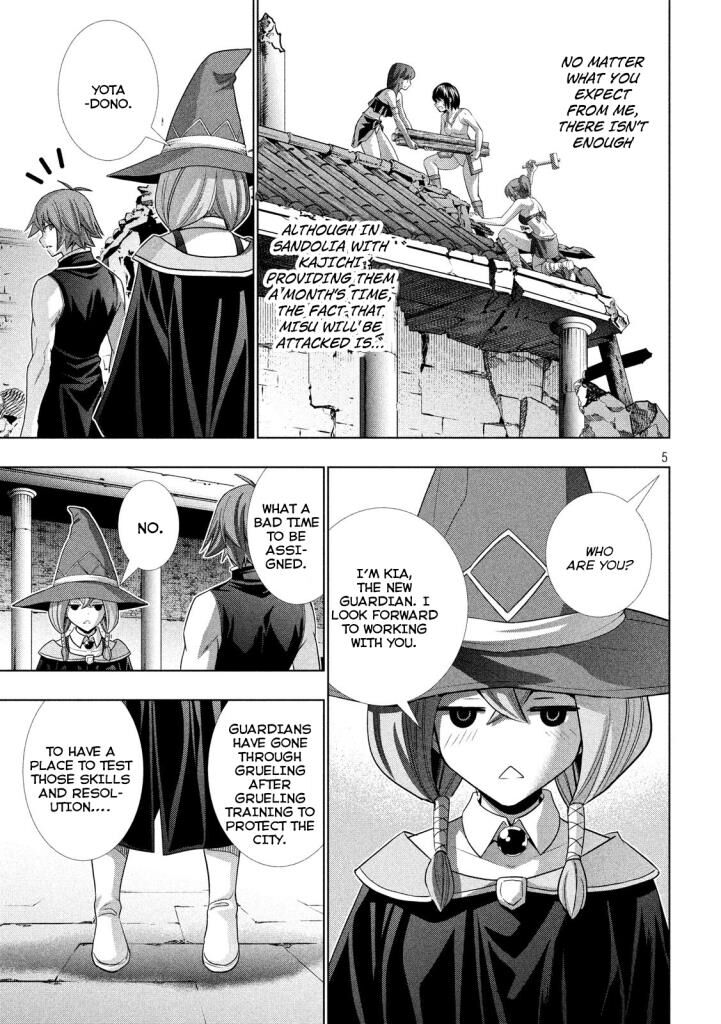 NO MATTER
WHAT YOU
EXPECT
FROM ME,
THERE ISN'T
ENOUGH
ALTHOUGH IN
SANDOLIA WITH
KAJICHI
PROVIDING THEM
A MONTH'S TIME,
THE FACT THAT
MISU WILL BE
ATTACKED IS...
YOTA
-DONO.
5
WHO
ARE YOU?
I'M KIA,
THE NEW
GUARDIAN. I
LOOK FORWARD
TO WORKING
WITH YOU.
WHAT A
BAD TIME
TO BE
ASSI-
GNED.
NO.
GUARDIANS
HAVE GONE
THROUGH
GRUELING
AFTER
GRUELING
TRAINING TO
PROTECT THE
CITY.
TO HAVE A
PLACE TO TEST
THOSE SKILLS
AND RESOL-
UTION....